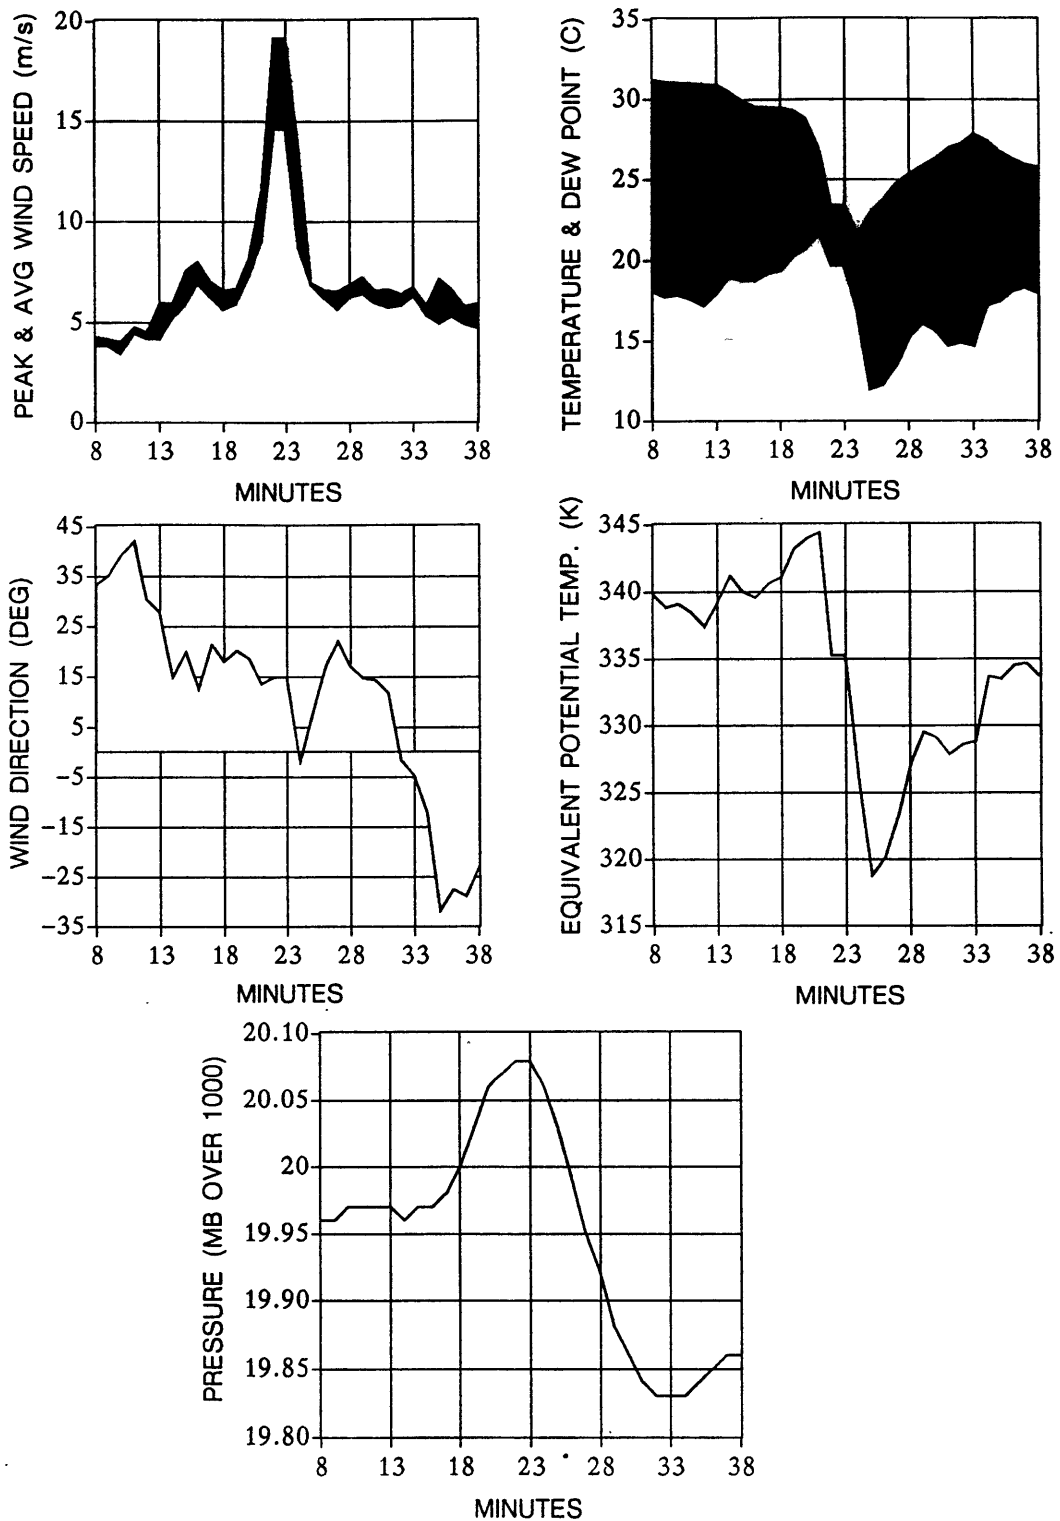 PEAK & AVG WIND SPEED (m/s)
20
15
10
5
0
8 13 18 23 28 33 38
MINUTES
TEMPERATURE & DEW POINT (C)
35
30
25
20
15
10
8 13 18 23 28 33 38
MINUTES
WIND DIRECTION (DEG)
45
35
25
15
5
-5
-15
-25
-35
8 13 18 23 28 33 38
MINUTES
EQUIVALENT POTENTIAL TEMP. (K)
345
340
335
330
325
320
315
8 13 18 23 28 33 38
MINUTES
PRESSURE (MB OVER 1000)
20.10
20.05
20
19.95
19.90
19.85
19.80
8 13 18 23 28 33 38
MINUTES